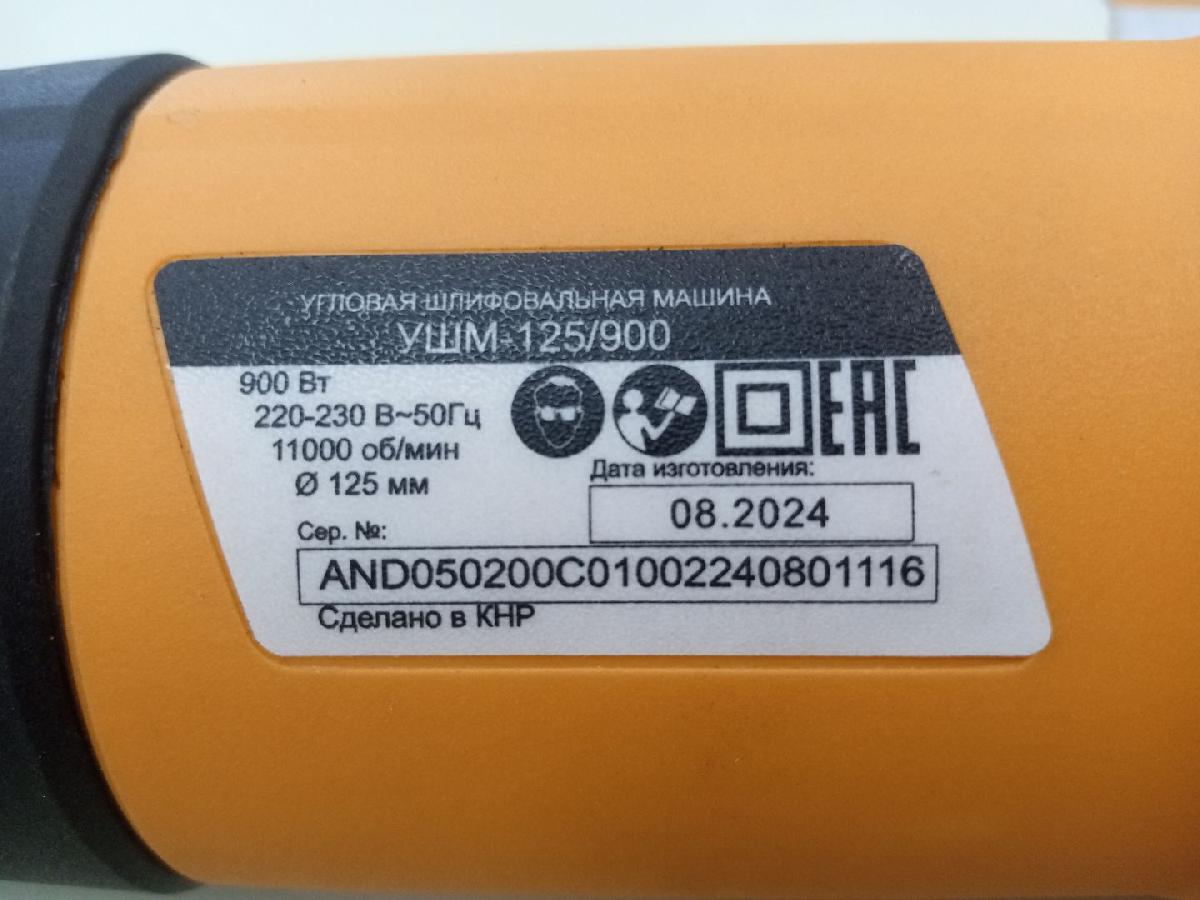 УГЛОВАЯ ШЛИФОВАЛЬНАЯ МАШИНА
УШМ-125/900
900 Вт
220-230 В~50Гц
11000 об/мин
Ø 125 мм
EAC
Дата изготовления:
08.2024
Сер. №:
AND050200C01002240801116
Сделано в КНР